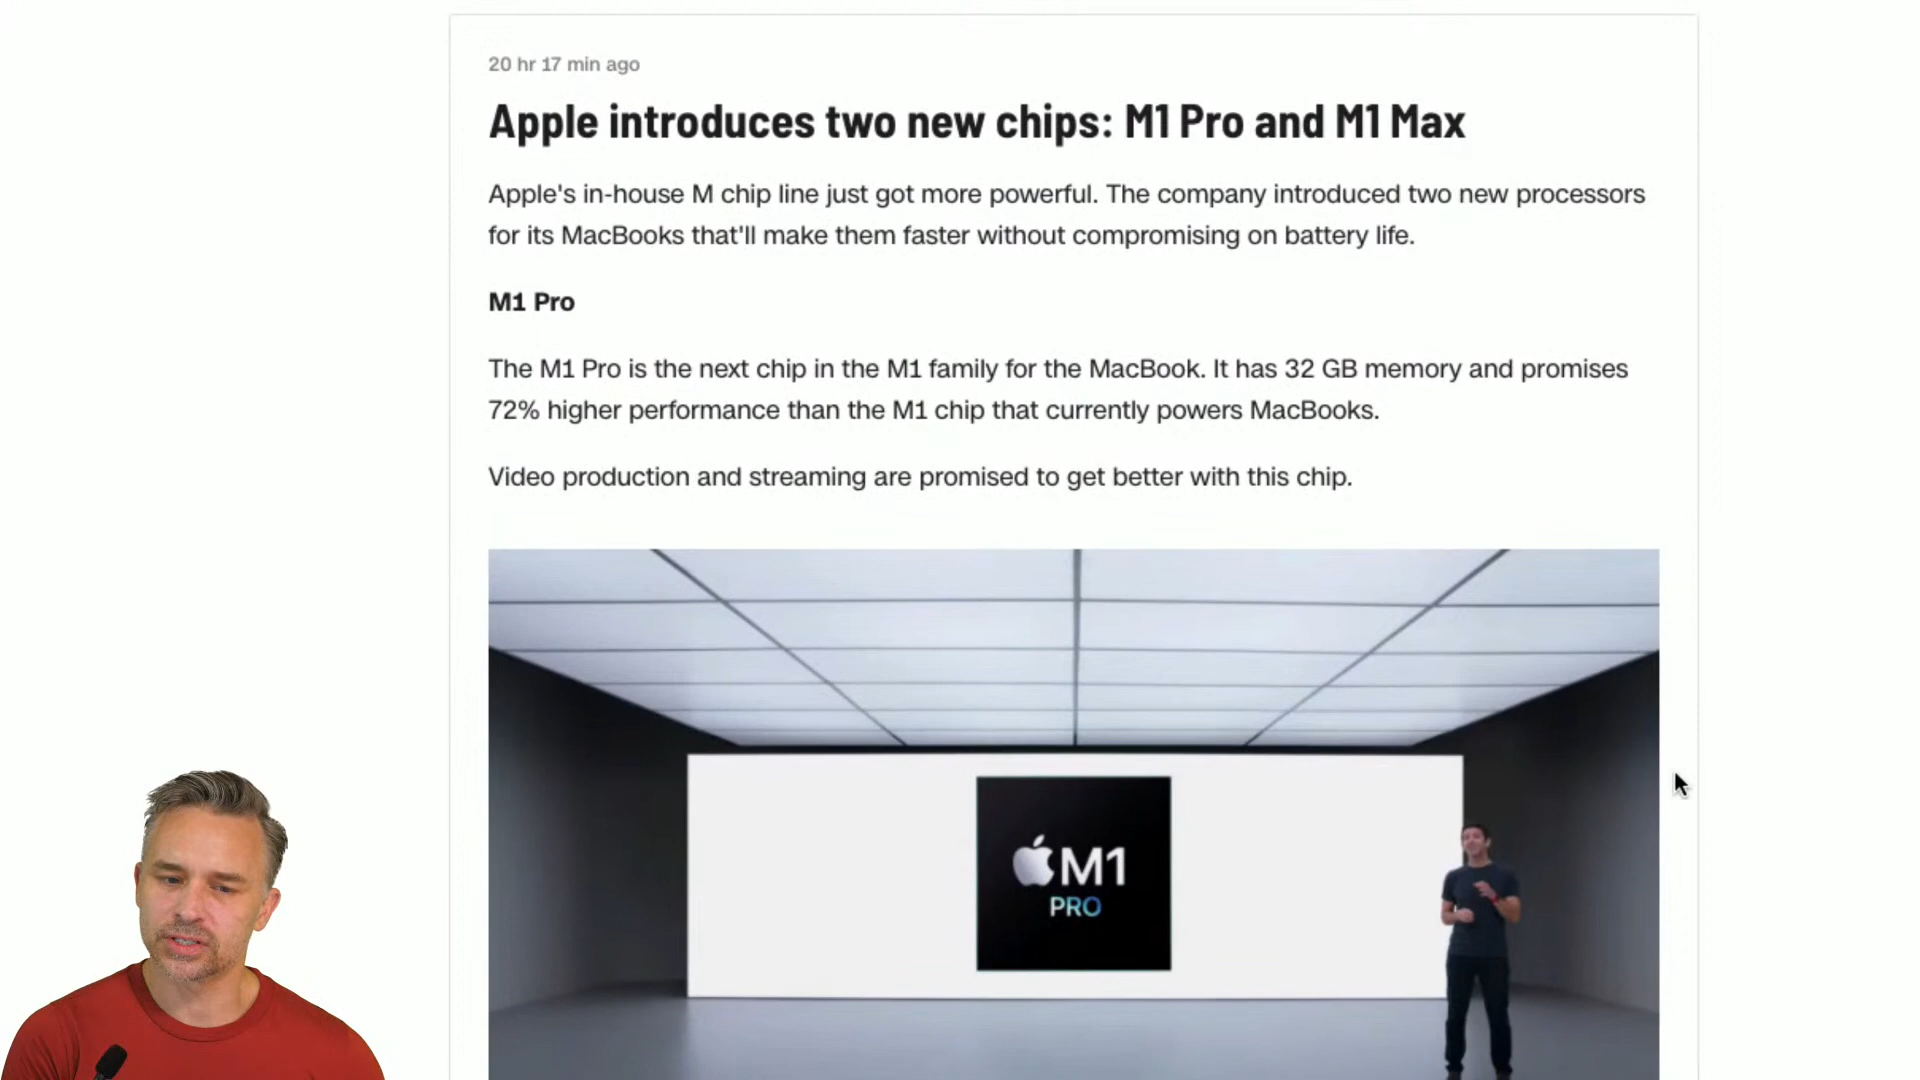 20 hr 17 min ago
Apple introduces two new chips: M1 Pro and M1 Max
Apple's in-house M chip line just got more powerful. The company introduced two new processors
for its MacBooks that'll make them faster without compromising on battery life.
M1 Pro
The M1 Pro is the next chip in the M1 family for the MacBook. It has 32 GB memory and promises
72% higher performance than the M1 chip that currently powers MacBooks.
Video production and streaming are promised to get better with this chip.
M1
PRO